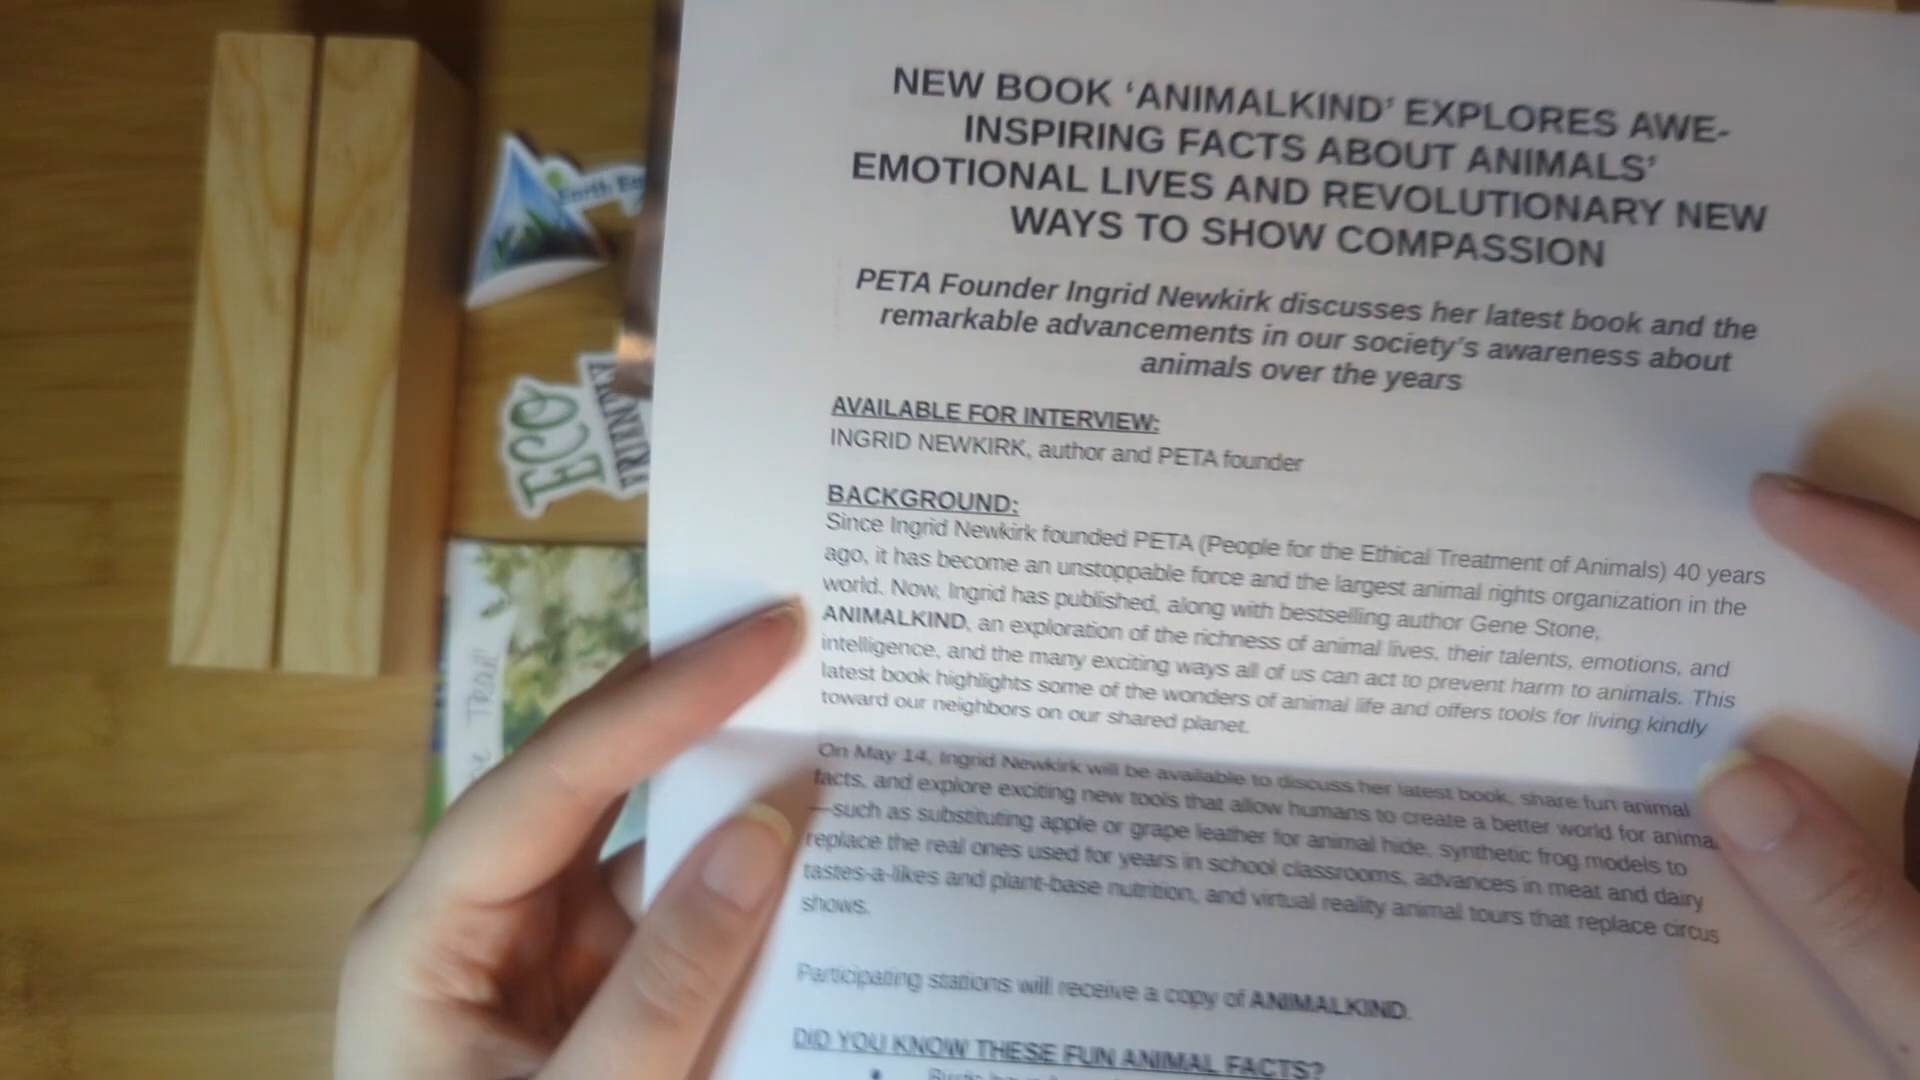 NEW BOOK ‘ANIMALKIND’ EXPLORES AWE-
INSPIRING FACTS ABOUT ANIMALS’
EMOTIONAL LIVES AND REVOLUTIONARY NEW
WAYS TO SHOW COMPASSION
PETA Founder Ingrid Newkirk discusses her latest book and the
remarkable advancements in our society’s awareness about
animals over the years
AVAILABLE FOR INTERVIEW:
INGRID NEWKIRK, author and PETA founder
BACKGROUND:
Since Ingrid Newkirk founded PETA (People for the Ethical Treatment of Animals) 40 years
ago, it has become an unstoppable force and the largest animal rights organization in the
world. Now, Ingrid has published, along with bestselling author Gene Stone,
ANIMALKIND, an exploration of the richness of animal lives, their talents, emotions, and
intelligence, and the many exciting ways all of us can act to prevent harm to animals. This
latest book highlights some of the wonders of animal life and offers tools for living kindly
toward our neighbors on our shared planet.
On May 14, Ingrid Newkirk will be available to discuss her latest book, share fun animal
facts, and explore exciting new tools that allow humans to create a better world for anima
—such as substituting apple or grape leather for animal hide, synthetic frog models to
replace the real ones used for years in school classrooms, advances in meat and dairy
tastes-a-likes and plant-base nutrition, and virtual reality animal tours that replace circus
shows.
Participating stations will receive a copy of ANIMALKIND.
DID YOU KNOW THESE FUN ANIMAL FACTS?
Earth
ECO
FRIENDLY